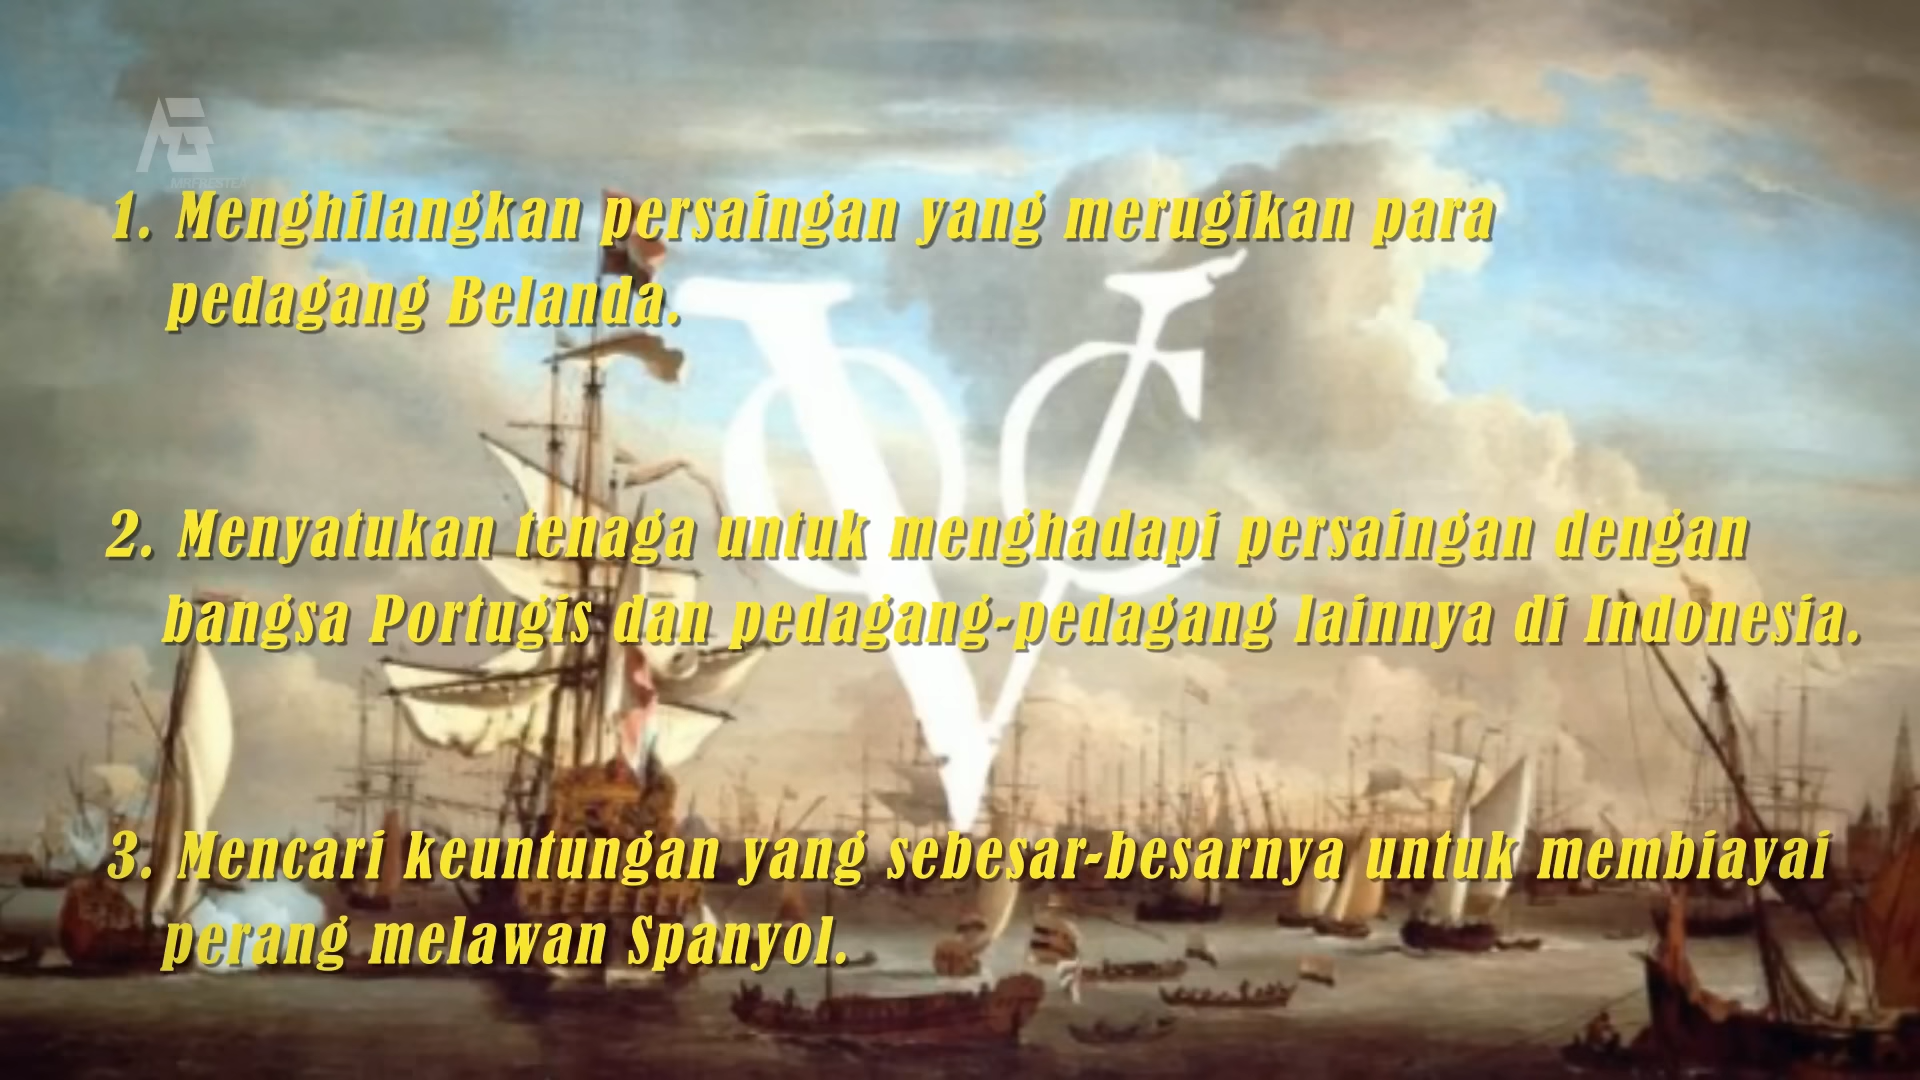 1. Menghilangkan persaingan yang merugikan para
pedagang Belanda.
2. Menyatukan tenaga untuk menghadapi persaingan dengan
bangsa Portugis dan pedagang-pedagang lainnya di Indonesia.
3. Mencari keuntungan yang sebesar-besarnya untuk membiayai
perang melawan Spanyol.
VOC